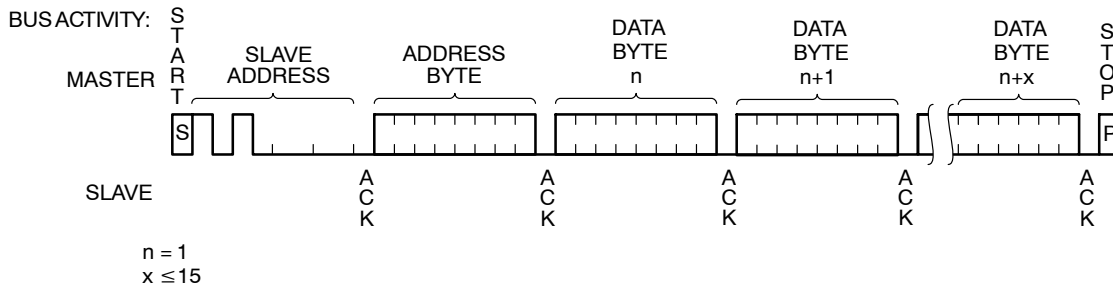 BUS ACTIVITY:
MASTER
START
SLAVE
ADDRESS
ADDRESS
BYTE
DATA
BYTE
n
DATA
BYTE
n+1
DATA
BYTE
n+x
STOP
S
P
SLAVE
ACK
ACK
ACK
ACK
ACK
n = 1
x ≤ 15